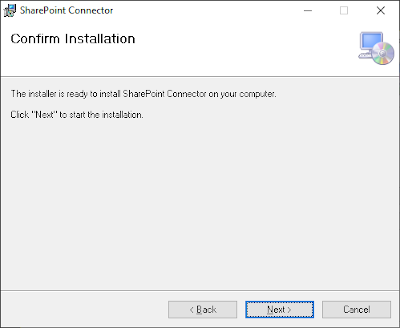 SharePoint Connector
Confirm Installation
The installer is ready to install SharePoint Connector on your computer.
Click "Next" to start the installation.
< Back
Next >
Cancel